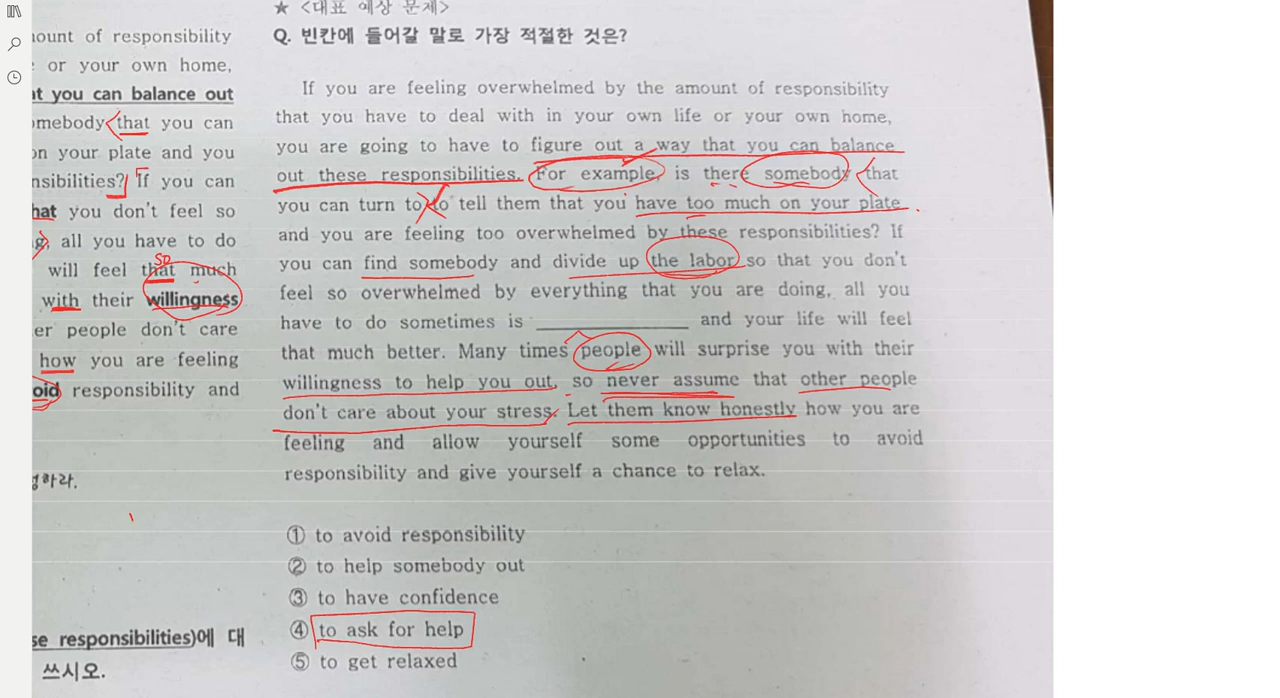 ★ <대표 예상 문제>
Q. 빈칸에 들어갈 말로 가장 적절한 것은?
If you are feeling overwhelmed by the amount of responsibility
that you have to deal with in your own life or your own home,
you are going to have to figure out a way that you can balance
out these responsibilities. For example, is there somebody that
you can turn to to tell them that you have too much on your plate
and you are feeling too overwhelmed by these responsibilities? If
you can find somebody and divide up the labor so that you don't
feel so overwhelmed by everything that you are doing, all you
have to do sometimes is ______________ and your life will feel
that much better. Many times people will surprise you with their
willingness to help you out, so never assume that other people
don't care about your stress. Let them know honestly how you are
feeling and allow yourself some opportunities to avoid
responsibility and give yourself a chance to relax.
① to avoid responsibility
② to help somebody out
③ to have confidence
④ to ask for help
⑤ to get relaxed
of responsibility
or your own home,
you can balance out
that you can
on your plate and you
If you can
you don't feel so
all you have to do
so
will feel that much
with their willingness
people don't care
how you are feeling
responsibility and
responsibilities)에 대
쓰시오.